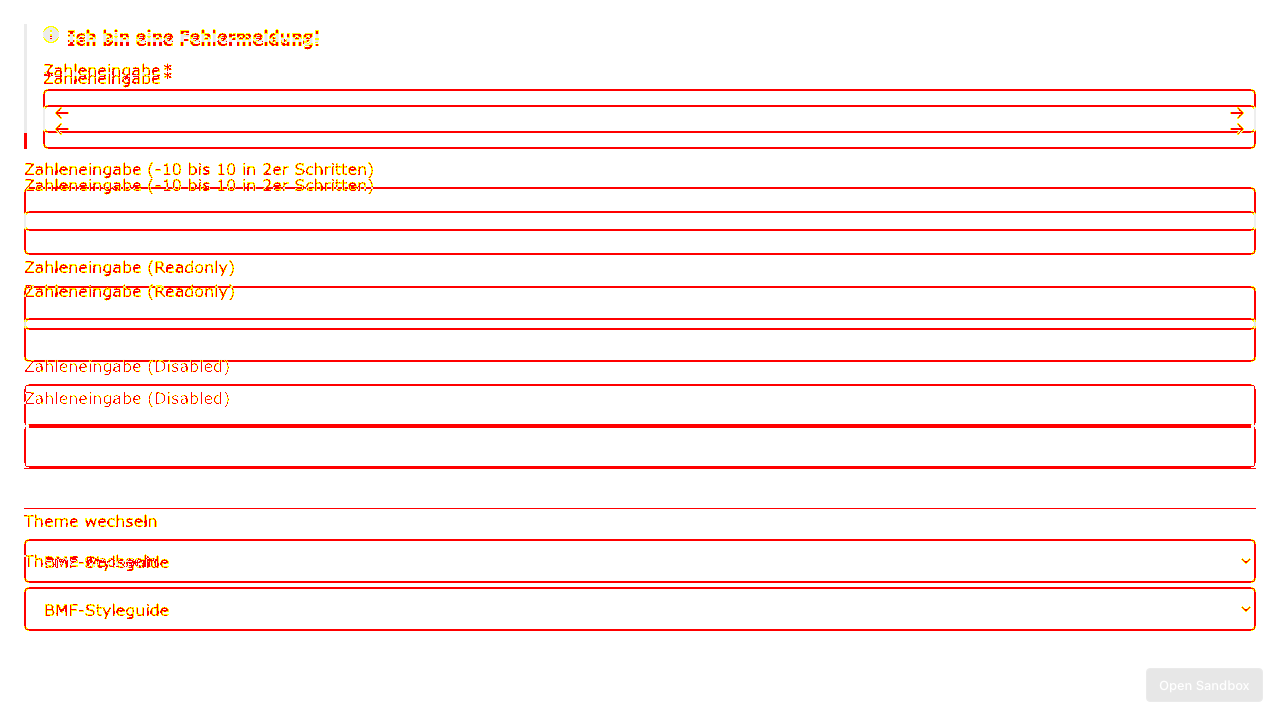 Ich bin eine Fehlermeldung!
Zahleneingabe *
Zahleneingabe *
Zahleneingabe (-10 bis 10 in 2er Schritten)
Zahleneingabe (-10 bis 10 in 2er Schritten)
Zahleneingabe (Readonly)
Zahleneingabe (Readonly)
Zahleneingabe (Disabled)
Zahleneingabe (Disabled)
Theme wechseln
Theme wechseln
BMF-Styleguide
BMF-Styleguide
Open Sandbox